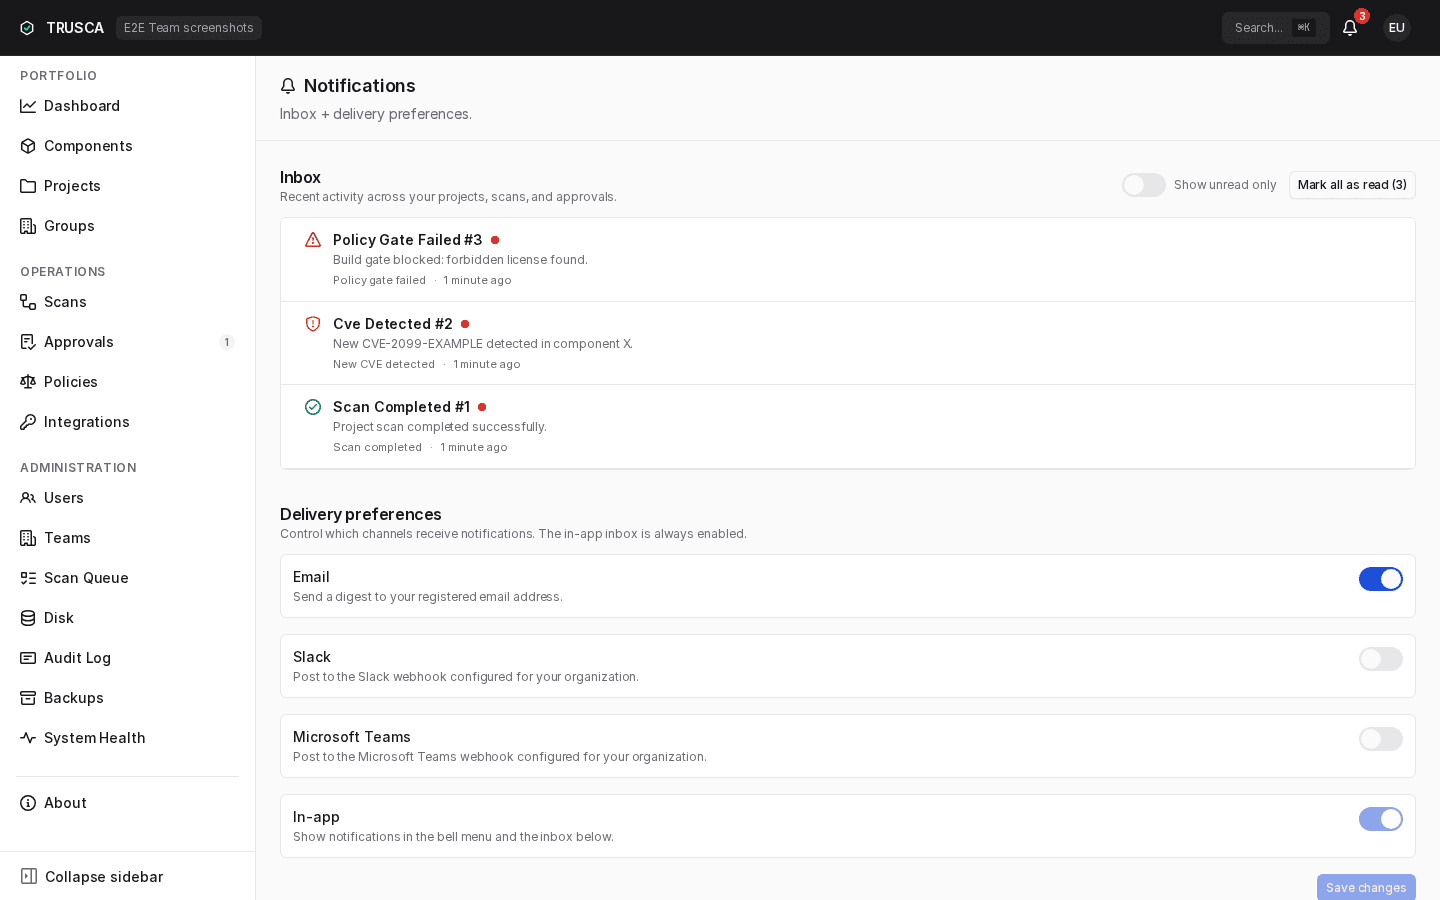 TRUSCA
E2E Team screenshots
Search... ⌘K
3
EU
PORTFOLIO
Dashboard
Components
Projects
Groups
OPERATIONS
Scans
Approvals 1
Policies
Integrations
ADMINISTRATION
Users
Teams
Scan Queue
Disk
Audit Log
Backups
System Health
About
Collapse sidebar
Notifications
Inbox + delivery preferences.
Inbox
Recent activity across your projects, scans, and approvals.
Show unread only
Mark all as read (3)
Policy Gate Failed #3
Build gate blocked: forbidden license found.
Policy gate failed · 1 minute ago
Cve Detected #2
New CVE-2099-EXAMPLE detected in component X.
New CVE detected · 1 minute ago
Scan Completed #1
Project scan completed successfully.
Scan completed · 1 minute ago
Delivery preferences
Control which channels receive notifications. The in-app inbox is always enabled.
Email
Send a digest to your registered email address.
Slack
Post to the Slack webhook configured for your organization.
Microsoft Teams
Post to the Microsoft Teams webhook configured for your organization.
In-app
Show notifications in the bell menu and the inbox below.
Save changes